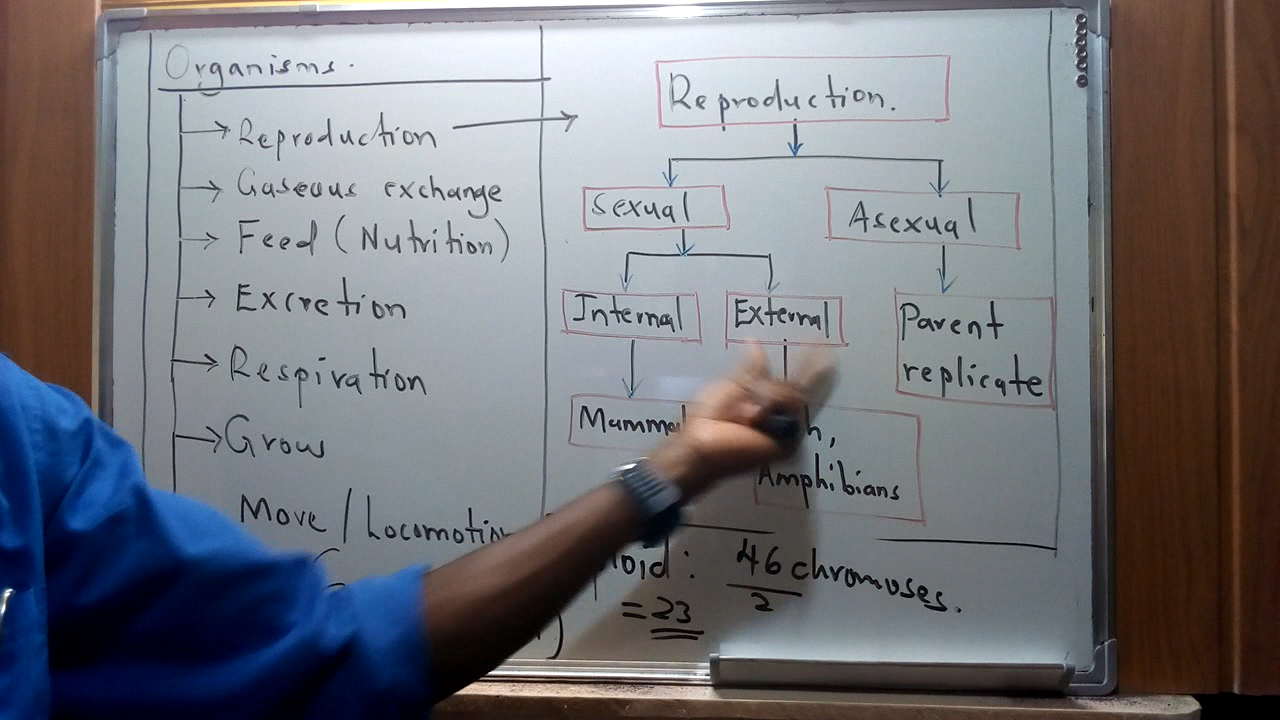 Organisms.
Reproduction
Gaseous exchange
Feed (Nutrition)
Excretion
Respiration
Grow
Move / Locomotion
Reproduction.
Sexual
Asexual
Internal
External
Parent
replicate
Amphibians
46 chromoses.
2
= 23